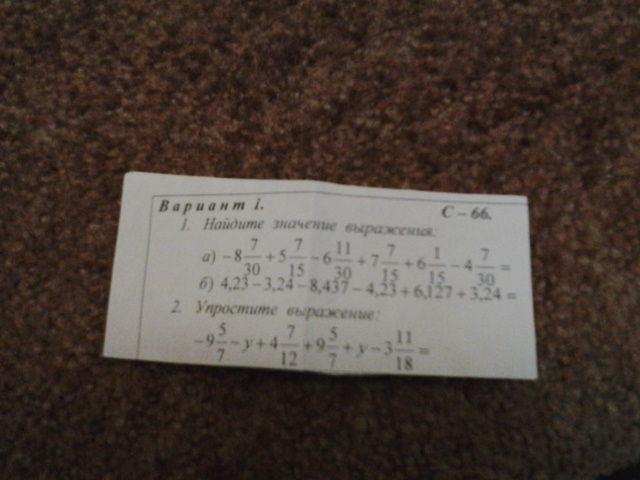 Вариант 1.
С – 66.
1. Найдите значение выражения:
а) −8 7/30 + 5 7/15 − 6 11/30 + 7 7/15 + 6 1/15 − 4 7/30 =
б) 4,23 − 3,24 − 8,437 − 4,23 + 6,127 + 3,24 =
2. Упростите выражение:
−9 5/7 − y + 4 7/12 + 9 5/7 + y − 3 11/18 =